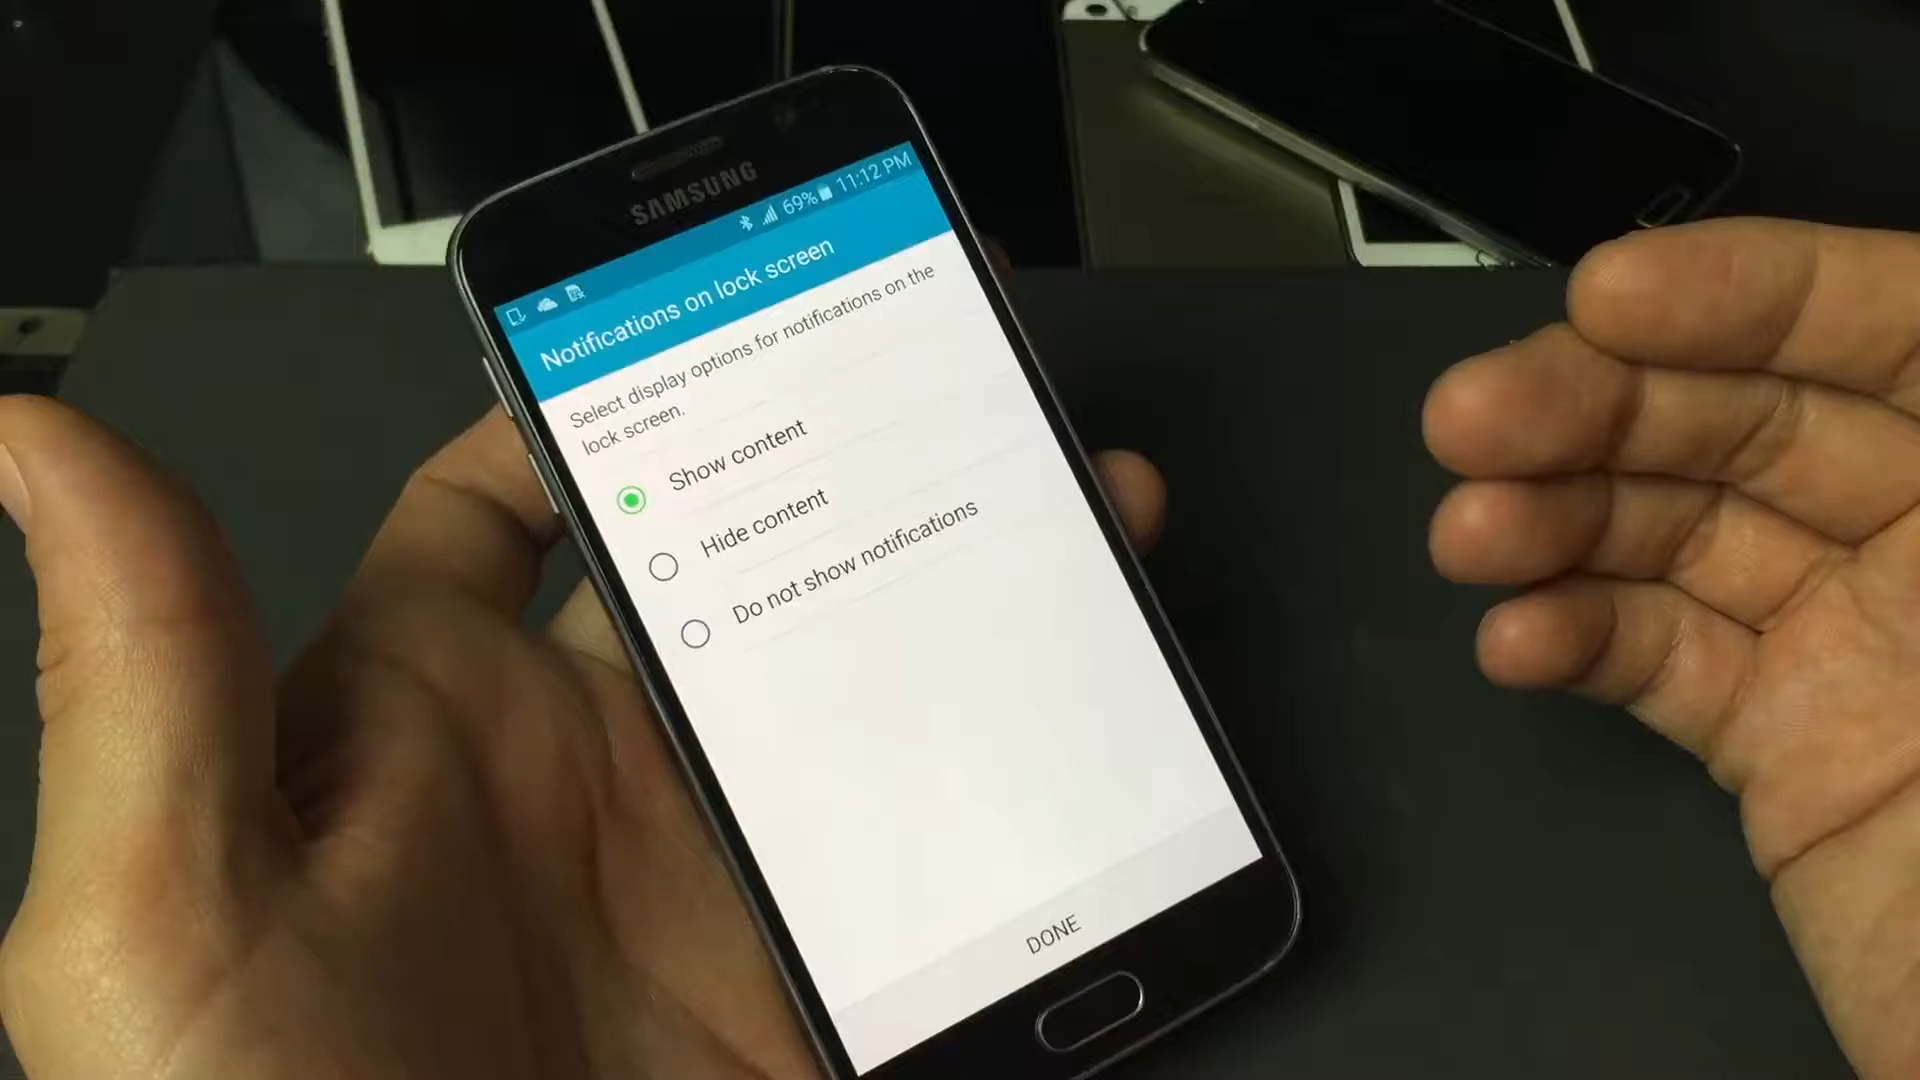 SAMSUNG
69% 11:12 PM
Notifications on lock screen
Select display options for notifications on the
lock screen.
Show content
Hide content
Do not show notifications
DONE